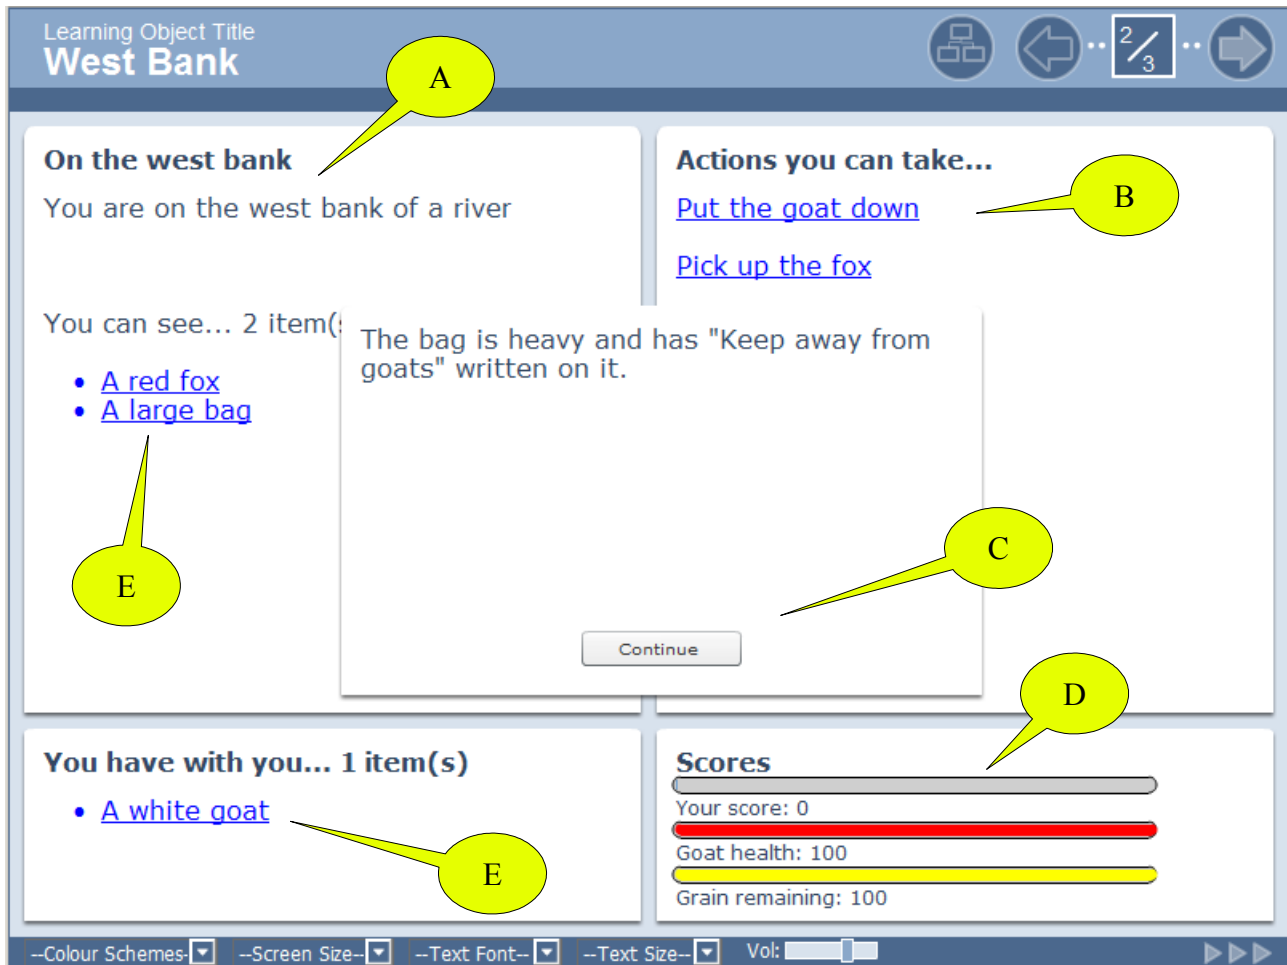 Learning Object Title
West Bank
2/3
A
On the west bank
You are on the west bank of a river
You can see... 2 item(s
• A red fox
• A large bag
E
Actions you can take...
Put the goat down
Pick up the fox
B
The bag is heavy and has "Keep away from
goats" written on it.
Continue
C
You have with you... 1 item(s)
• A white goat
E
D
Scores
Your score: 0
Goat health: 100
Grain remaining: 100
--Colour Schemes- --Screen Size-- --Text Font-- --Text Size-- Vol: